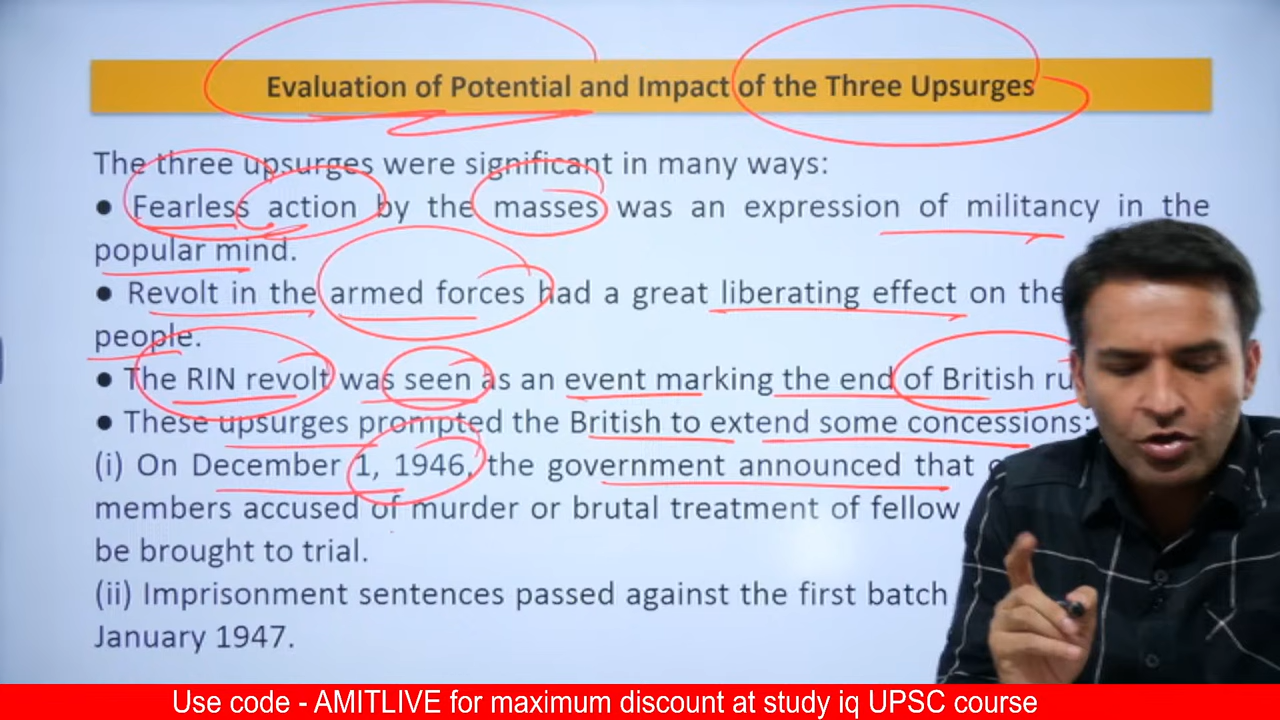 Evaluation of Potential and Impact of the Three Upsurges
The three upsurges were significant in many ways:
● Fearless action by the masses was an expression of militancy in the
popular mind.
● Revolt in the armed forces had a great liberating effect on the
people.
● The RIN revolt was seen as an event marking the end of British
● These upsurges prompted the British to extend some concessions:
(i) On December 1, 1946, the government announced that
members accused of murder or brutal treatment of fellow
be brought to trial.
(ii) Imprisonment sentences passed against the first batch
January 1947.
Use code - AMITLIVE for maximum discount at study iq UPSC course